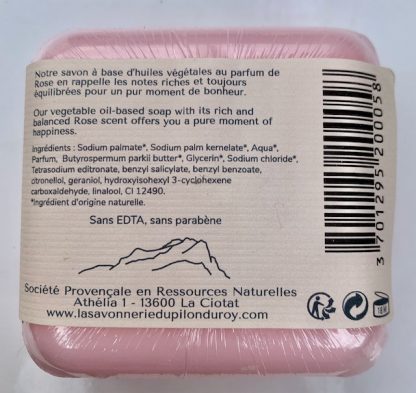 Notre savon à base d'huiles végétales au parfum de
Rose en rappelle les notes riches et toujours
équilibrées pour un pur moment de bonheur.
Our vegetable oil-based soap with its rich and
balanced Rose scent offers you a pure moment of
happiness.
Ingrédients : Sodium palmate*, Sodium palm kernelate*, Aqua*,
Parfum, Butyrospermum parkii butter*, Glycerin*, Sodium chloride*,
Tetrasodium editronate, benzyl salicylate, benzyl benzoate,
citronellol, geraniol, hydroxyisohexyl 3-cyclohexene
carboxaldehyde, linalool, CI 12490.
*Ingrédient d'origine naturelle.
Sans EDTA, sans parabène
Société Provençale en Ressources Naturelles
Athélia 1 - 13600 La Ciotat
www.lasavonneriedupilonduroy.com
3 701295 200058